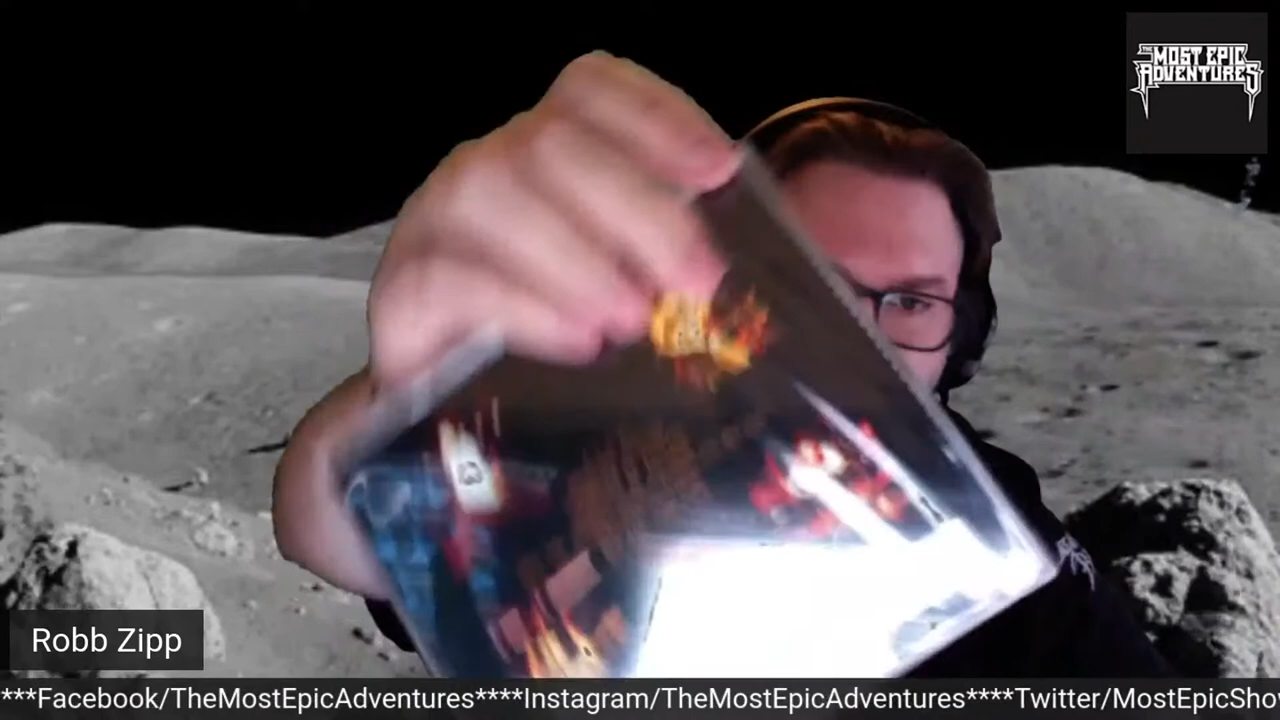 THE
MOST EPIC
ADVENTURES
Robb Zipp
***Facebook/TheMostEpicAdventures****Instagram/TheMostEpicAdventures****Twitter/MostEpicSho